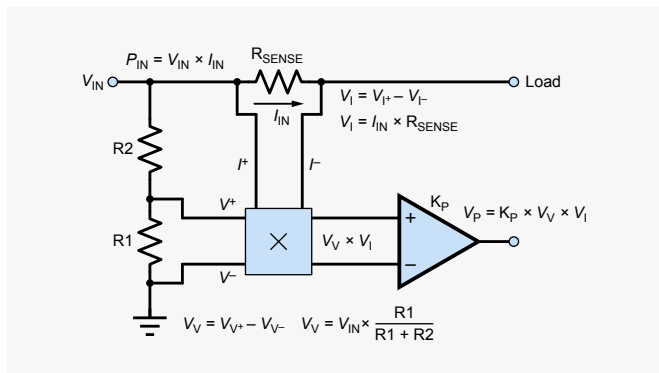 P_IN = V_IN × I_IN
R_SENSE
V_IN
Load
V_I = V_I+ – V_I–
I_IN
V_I = I_IN × R_SENSE
R2
I+
I–
V+
K_P
+
V_P = K_P × V_V × V_I
R1
×
V_V × V_I
–
V–
V_V = V_V+ – V_V– V_V = V_IN × R1 / R1 + R2